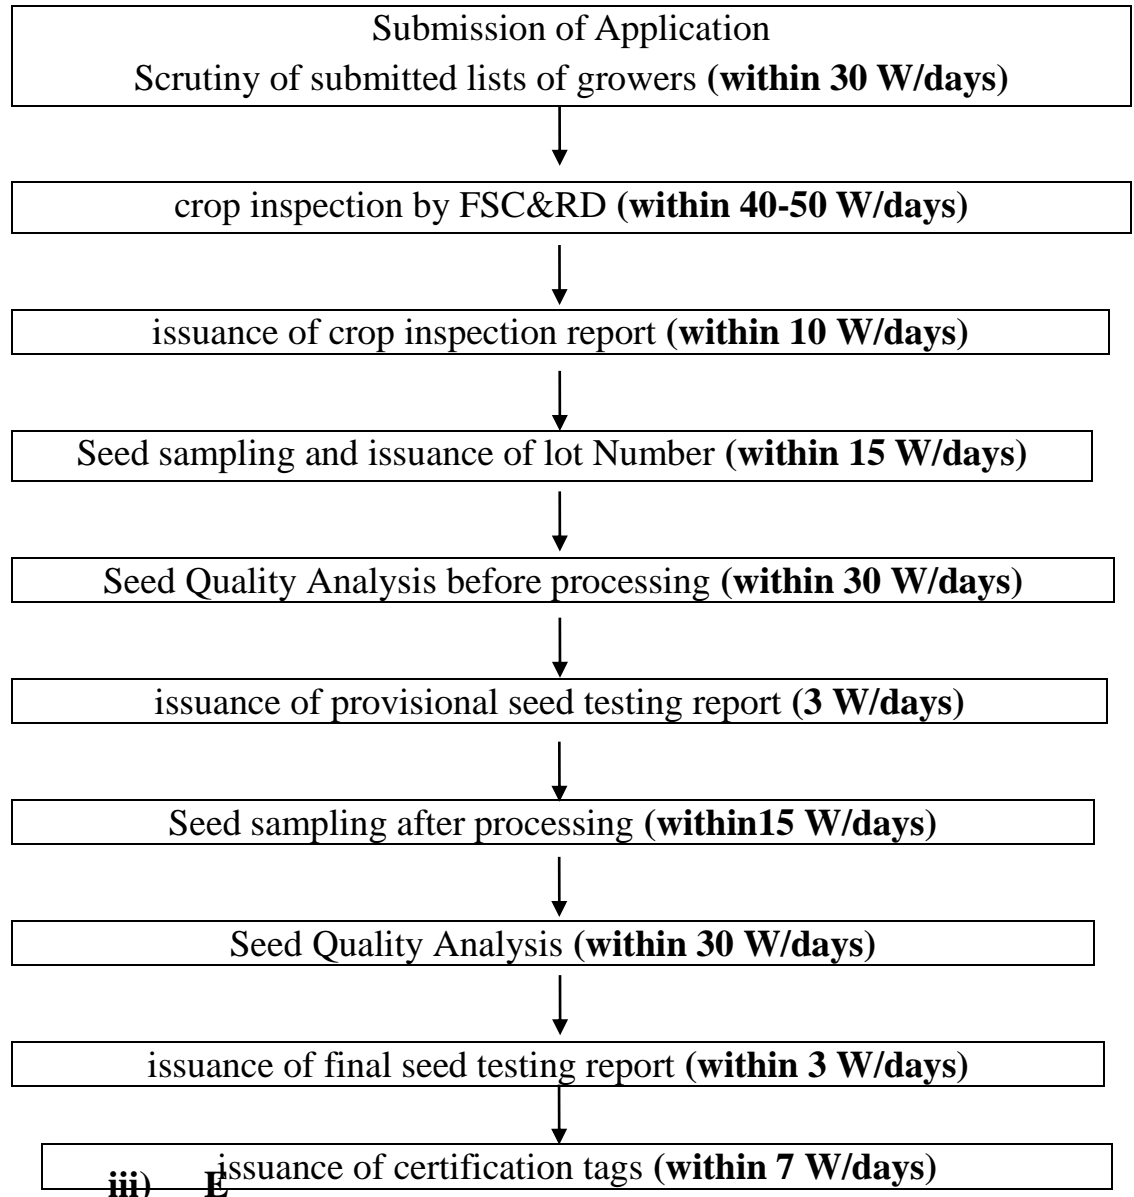 Submission of Application
Scrutiny of submitted lists of growers (within 30 W/days)
crop inspection by FSC&RD (within 40-50 W/days)
issuance of crop inspection report (within 10 W/days)
Seed sampling and issuance of lot Number (within 15 W/days)
Seed Quality Analysis before processing (within 30 W/days)
issuance of provisional seed testing report (3 W/days)
Seed sampling after processing (within15 W/days)
Seed Quality Analysis (within 30 W/days)
issuance of final seed testing report (within 3 W/days)
issuance of certification tags (within 7 W/days)
iii) E